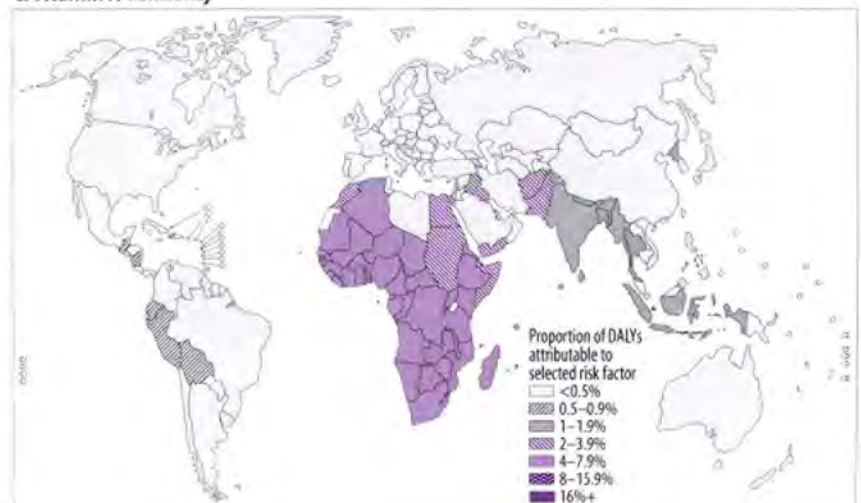 Proportion of DALYs
attributable to
selected risk factor
<0.5%
0.5–0.9%
1–1.9%
2–3.9%
4–7.9%
8–15.9%
16%+